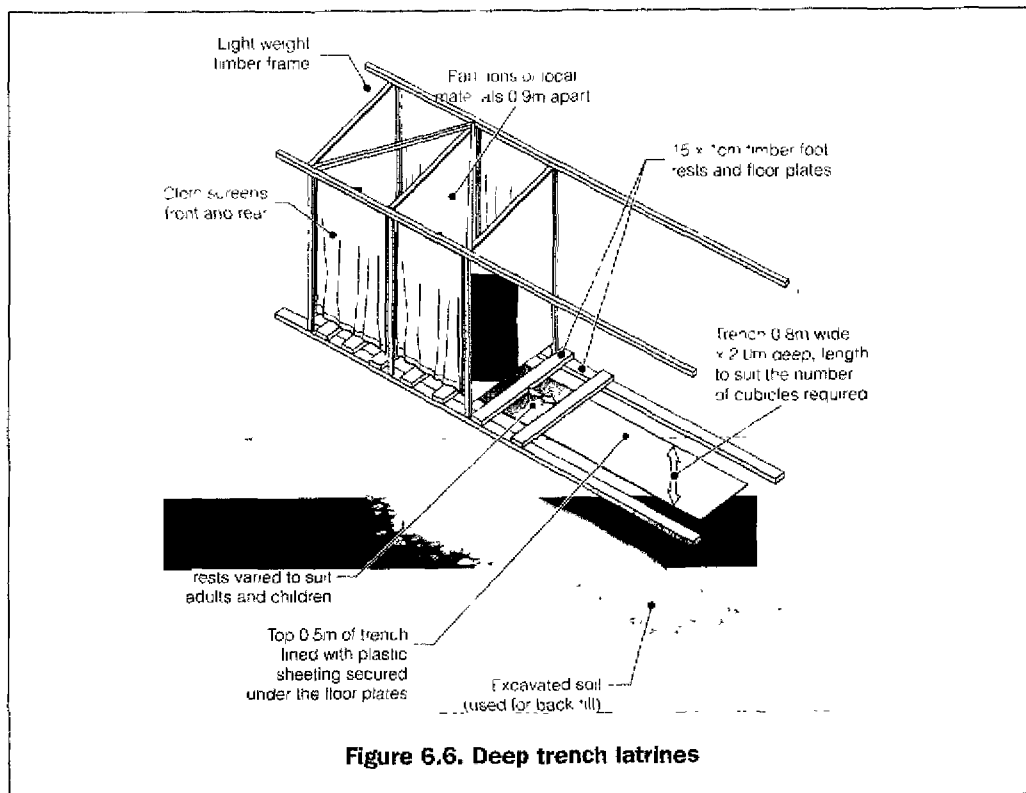 Light weight
timber frame
Partitions of local
materials 0.9m apart
timber foot
rests and floor plates
Cloth screens
front and rear
Trench 0.8m wide
x 2.0m deep, length
to suit the number
of cubicles required
rests varied to suit
adults and children
Top 0.5m of trench
lined with plastic
sheeting secured
under the floor plates
Excavated soil
(used for back fill)
Figure 6.6. Deep trench latrines